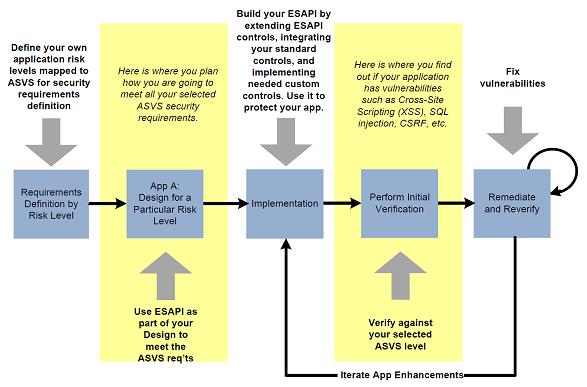 Define your own
application risk
levels mapped to
ASVS for security
requirements
definition
Here is where you plan
how you are going to
meet all your selected
ASVS security
requirements.
Build your ESAPI by
extending ESAPI
controls, integrating
your standard
controls, and
implementing
needed custom
controls. Use it to
protect your app.
Here is where you find
out if your application
has vulnerabilities
such as Cross-Site
Scripting (XSS), SQL
injection, CSRF, etc.
Fix
vulnerabilities
Requirements
Definition by
Risk Level
App A:
Design for a
Particular Risk
Level
Implementation
Perform Initial
Verification
Remediate
and Reverify
Use ESAPI as
part of your
Design to
meet the
ASVS req'ts
Verify against
your selected
ASVS level
Iterate App Enhancements